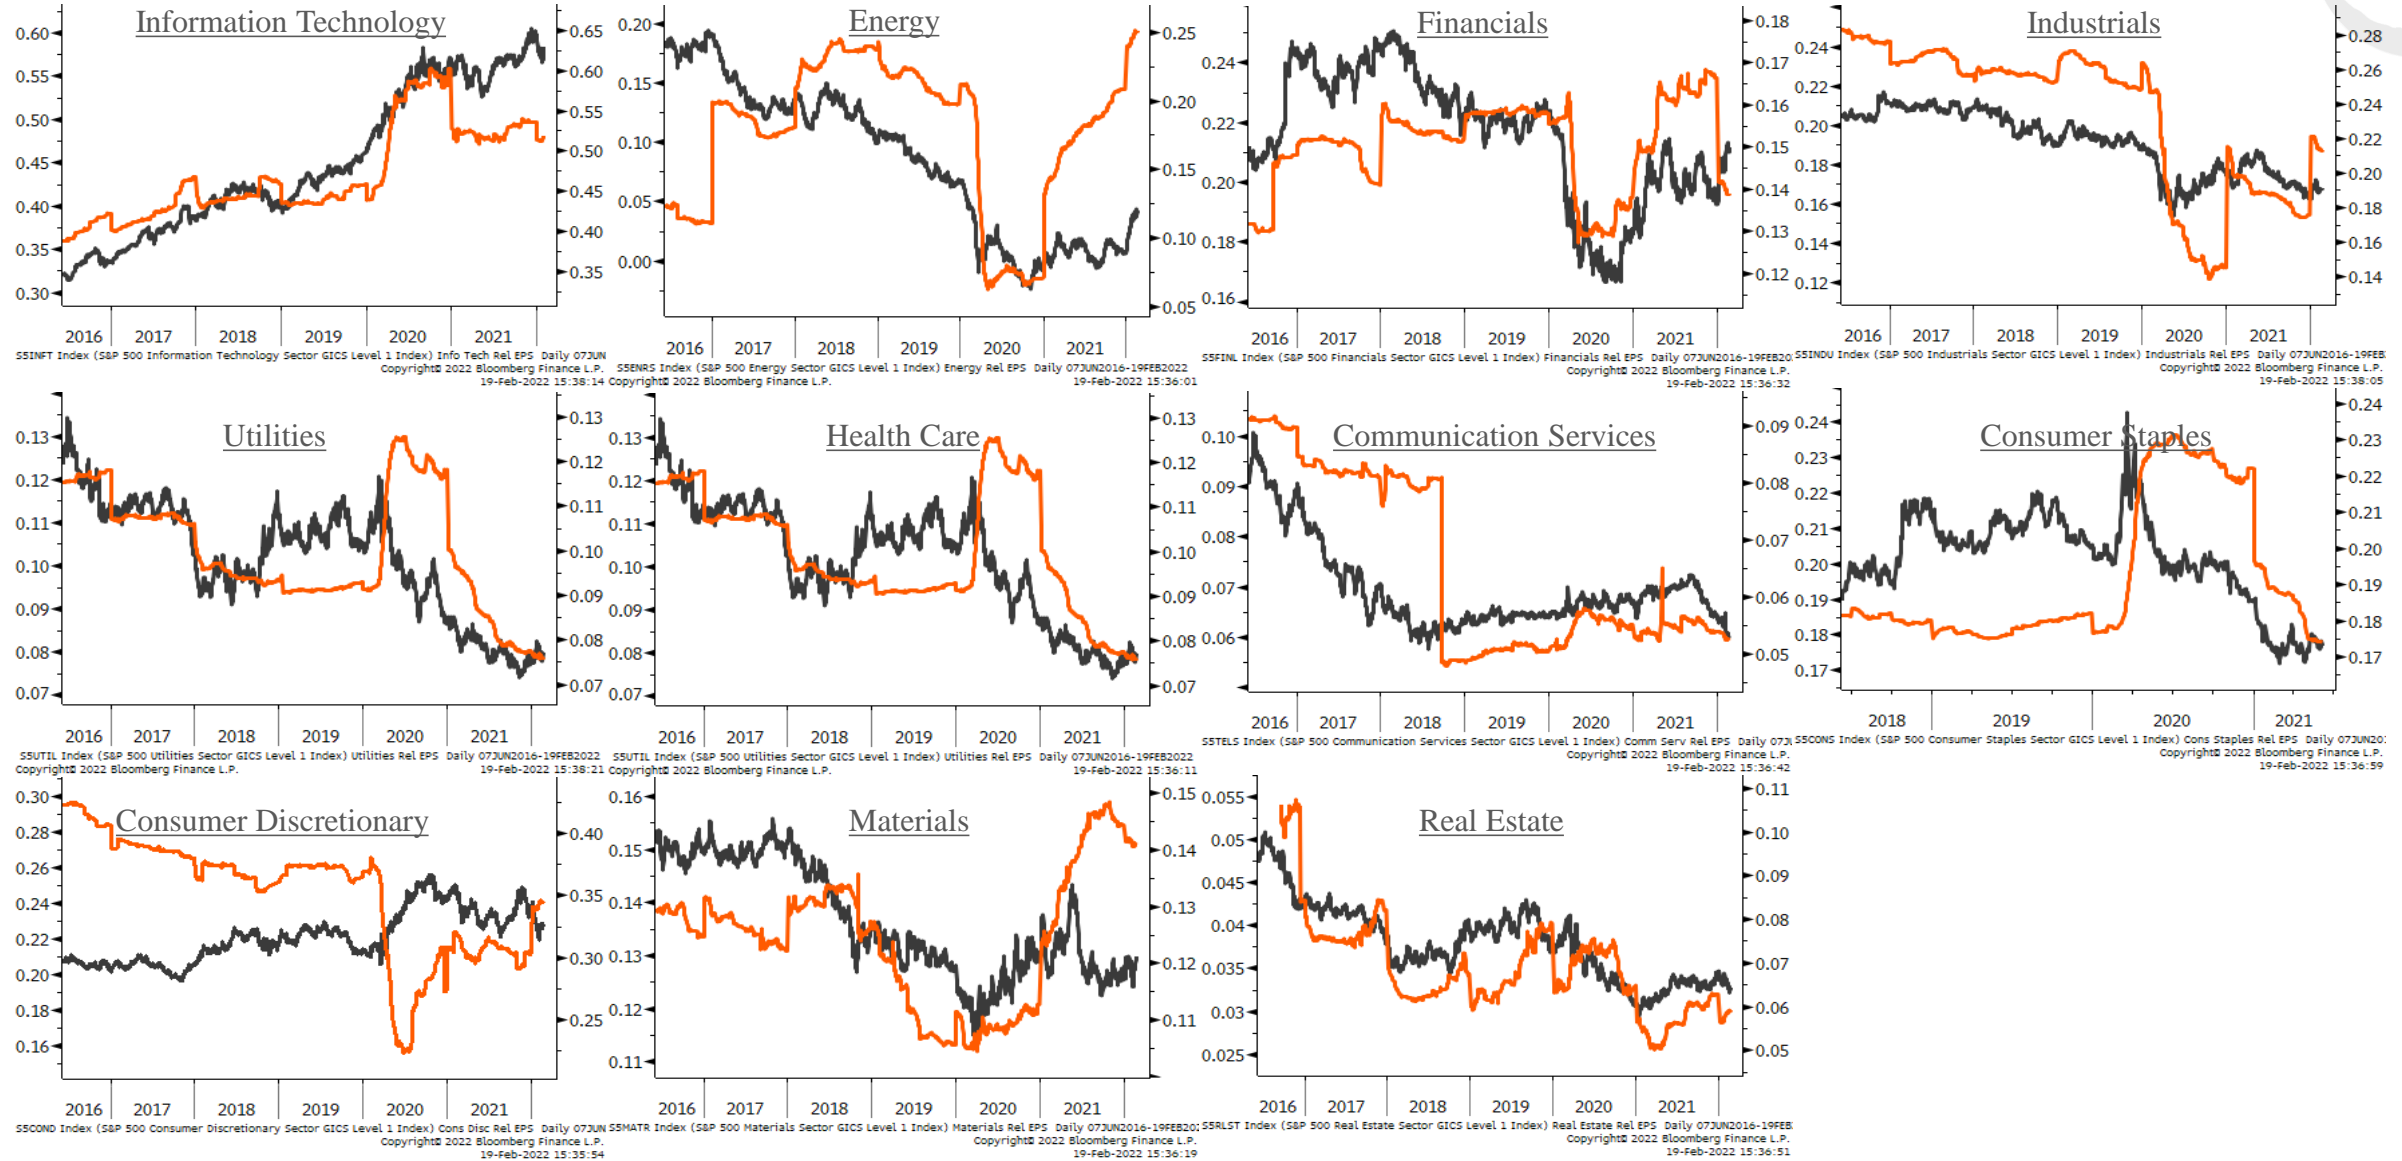 Information Technology
0.60
0.55
0.50
0.45
0.40
0.35
0.30
0.65
0.60
0.55
0.50
0.45
0.40
0.35
2016 2017 2018 2019 2020 2021
S5INFT Index (S&P 500 Information Technology Sector GICS Level 1 Index) Info Tech Rel EPS Daily 07JUN
Copyright© 2022 Bloomberg Finance L.P.
19-Feb-2022 15:38:14
Energy
0.20
0.15
0.10
0.05
0.00
0.25
0.20
0.15
0.10
0.05
2016 2017 2018 2019 2020 2021
S5ENRS Index (S&P 500 Energy Sector GICS Level 1 Index) Energy Rel EPS Daily 07JUN2016-19FEB2022
Copyright© 2022 Bloomberg Finance L.P. 19-Feb-2022 15:36:01
Financials
0.24
0.22
0.20
0.18
0.16
0.18
0.17
0.16
0.15
0.14
0.13
0.12
2016 2017 2018 2019 2020 2021
S5FINL Index (S&P 500 Financials Sector GICS Level 1 Index) Financials Rel EPS Daily 07JUN2016-19FEB20
Copyright© 2022 Bloomberg Finance L.P.
19-Feb-2022 15:36:32
Industrials
0.24
0.22
0.20
0.18
0.16
0.14
0.12
0.28
0.26
0.24
0.22
0.20
0.18
0.16
0.14
2016 2017 2018 2019 2020 2021
S5INDU Index (S&P 500 Industrials Sector GICS Level 1 Index) Industrials Rel EPS Daily 07JUN2016-19FEB
Copyright© 2022 Bloomberg Finance L.P.
19-Feb-2022 15:38:05
Utilities
0.13
0.12
0.11
0.10
0.09
0.08
0.07
0.13
0.12
0.11
0.10
0.09
0.08
0.07
2016 2017 2018 2019 2020 2021
S5UTIL Index (S&P 500 Utilities Sector GICS Level 1 Index) Utilities Rel EPS Daily 07JUN2016-19FEB2022
Copyright© 2022 Bloomberg Finance L.P. 19-Feb-2022 15:38:21
Health Care
0.13
0.12
0.11
0.10
0.09
0.08
0.07
0.13
0.12
0.11
0.10
0.09
0.08
0.07
2016 2017 2018 2019 2020 2021
S5UTIL Index (S&P 500 Utilities Sector GICS Level 1 Index) Utilities Rel EPS Daily 07JUN2016-19FEB2022
Copyright© 2022 Bloomberg Finance L.P. 19-Feb-2022 15:36:11
Communication Services
0.10
0.09
0.08
0.07
0.06
0.09
0.08
0.07
0.06
0.05
2016 2017 2018 2019 2020 2021
S5TELS Index (S&P 500 Communication Services Sector GICS Level 1 Index) Comm Serv Rel EPS Daily 07JU
Copyright© 2022 Bloomberg Finance L.P.
19-Feb-2022 15:36:42
Consumer Staples
0.24
0.23
0.22
0.21
0.20
0.19
0.18
0.17
0.24
0.23
0.22
0.21
0.20
0.19
0.18
0.17
2018 2019 2020 2021
S5CONS Index (S&P 500 Consumer Staples Sector GICS Level 1 Index) Cons Staples Rel EPS Daily 07JUN20
Copyright© 2022 Bloomberg Finance L.P.
19-Feb-2022 15:36:59
Consumer Discretionary
0.30
0.28
0.26
0.24
0.22
0.20
0.18
0.16
0.40
0.35
0.30
0.25
2016 2017 2018 2019 2020 2021
S5COND Index (S&P 500 Consumer Discretionary Sector GICS Level 1 Index) Cons Disc Rel EPS Daily 07JUN
Copyright© 2022 Bloomberg Finance L.P.
19-Feb-2022 15:35:54
Materials
0.16
0.15
0.14
0.13
0.12
0.11
0.15
0.14
0.13
0.12
0.11
2016 2017 2018 2019 2020 2021
S5MATR Index (S&P 500 Materials Sector GICS Level 1 Index) Materials Rel EPS Daily 07JUN2016-19FEB202
Copyright© 2022 Bloomberg Finance L.P.
19-Feb-2022 15:36:19
Real Estate
0.055
0.05
0.045
0.04
0.035
0.03
0.025
0.11
0.10
0.09
0.08
0.07
0.06
0.05
2016 2017 2018 2019 2020 2021
S5RLST Index (S&P 500 Real Estate Sector GICS Level 1 Index) Real Estate Rel EPS Daily 07JUN2016-19FEB
Copyright© 2022 Bloomberg Finance L.P.
19-Feb-2022 15:36:51